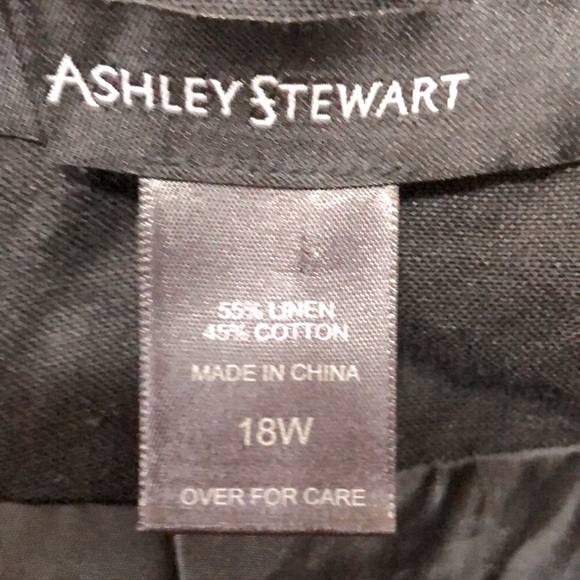 ASHLEY STEWART
55% LINEN
45% COTTON
MADE IN CHINA
18W
OVER FOR CARE